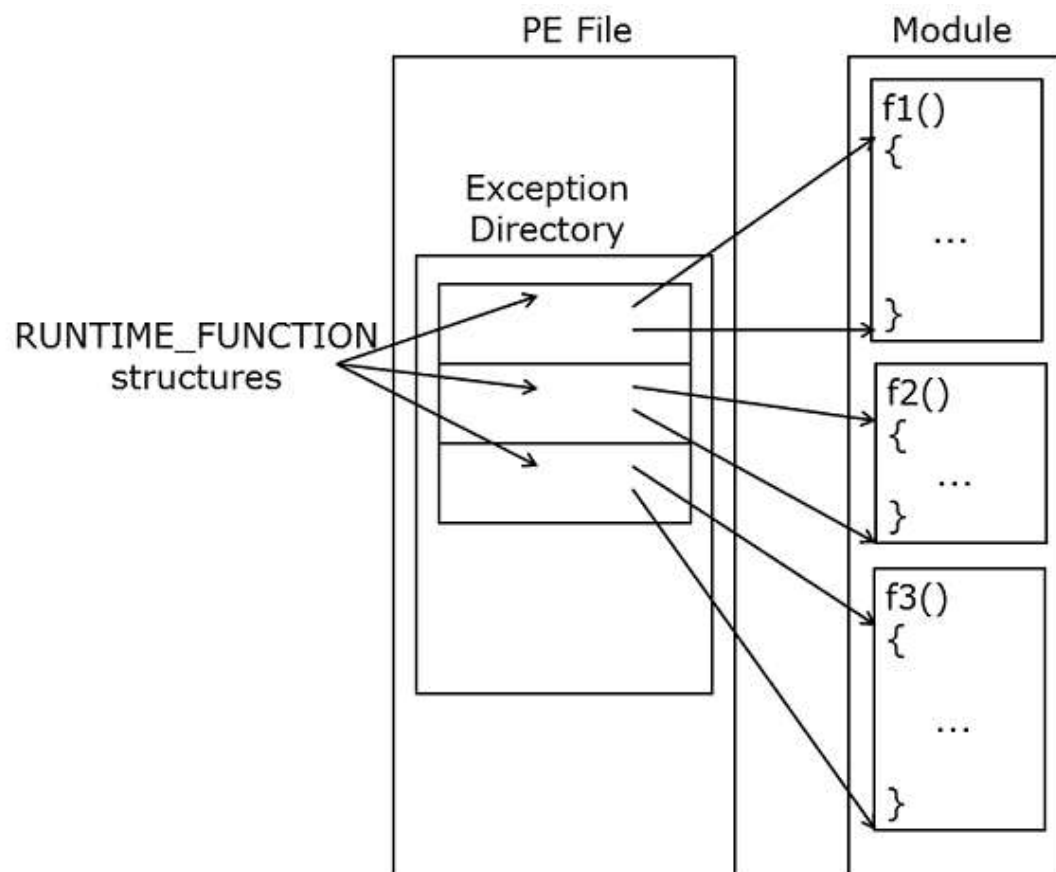 PE File
Module
Exception
Directory
RUNTIME_FUNCTION
structures
f1()
{
...
}
f2()
{
...
}
f3()
{
...
}